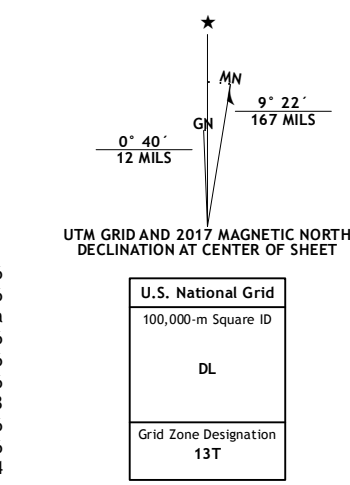 ★
MN
GN
9° 22´
167 MILS
0° 40´
12 MILS
UTM GRID AND 2017 MAGNETIC NORTH
DECLINATION AT CENTER OF SHEET
U.S. National Grid
100,000-m Square ID
DL
Grid Zone Designation
13T